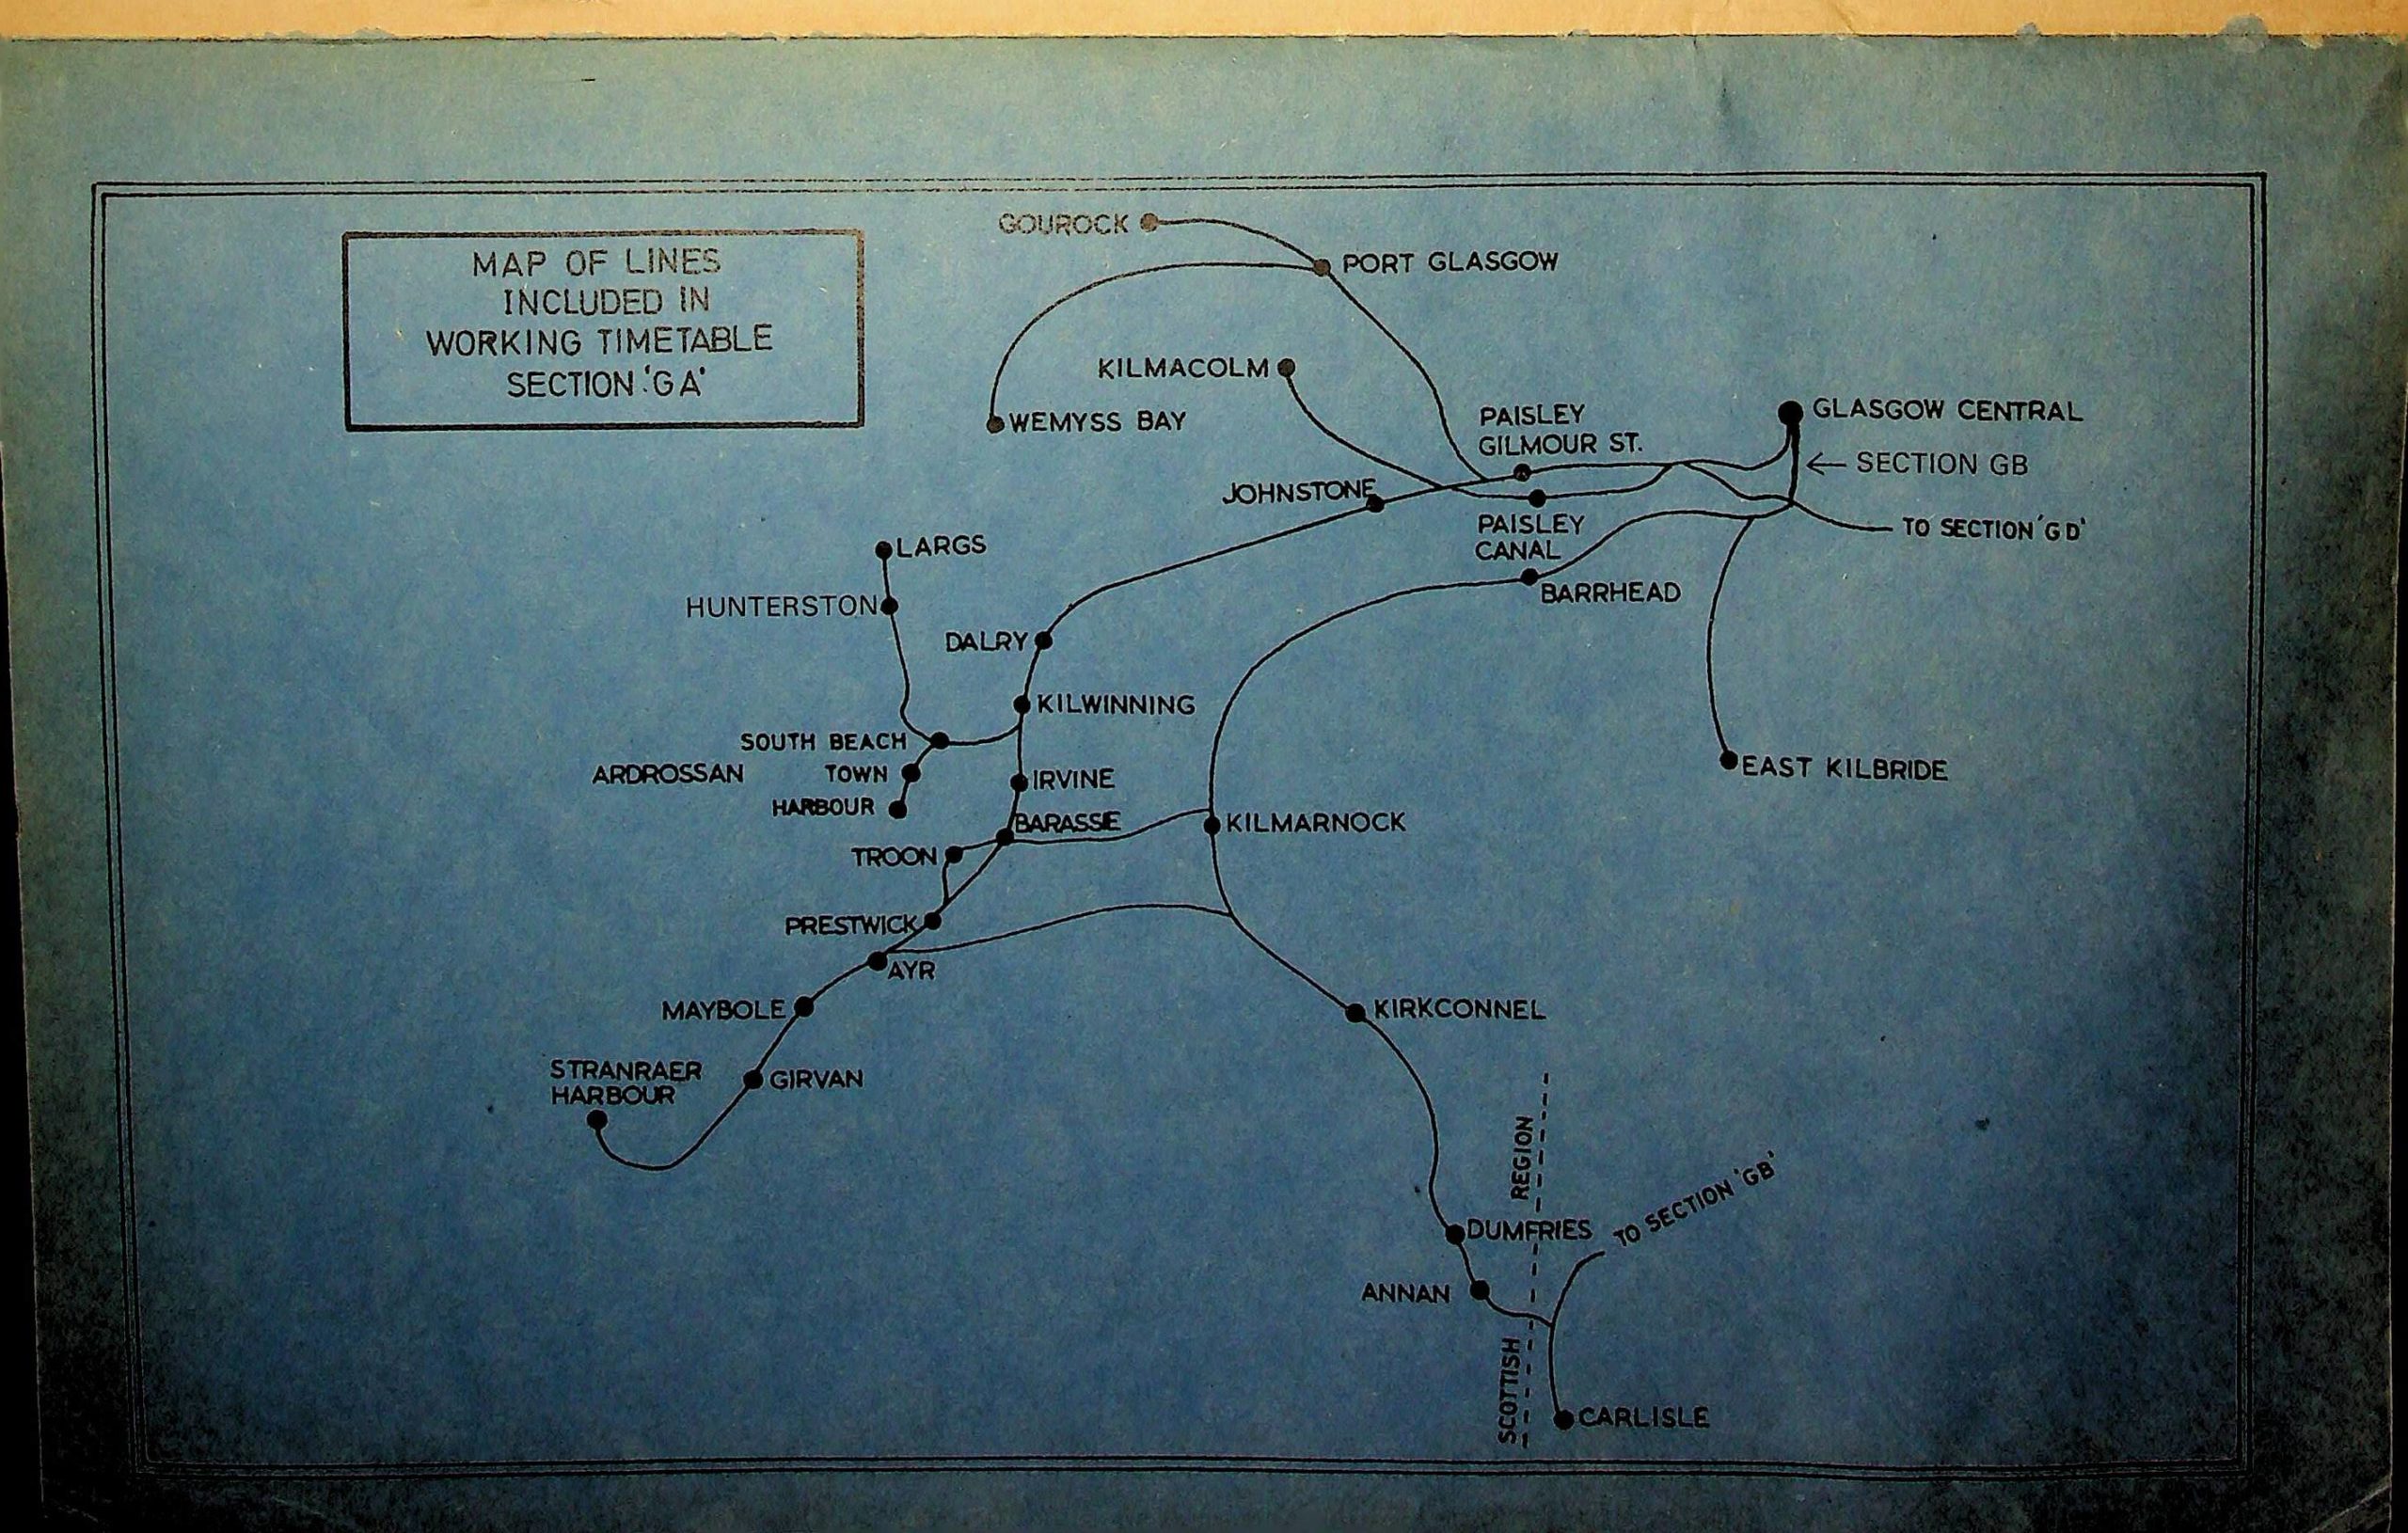 MAP OF LINES
INCLUDED IN
WORKING TIMETABLE
SECTION 'GA'
GOUROCK
PORT GLASGOW
KILMACOLM
WEMYSS BAY
PAISLEY
GILMOUR ST.
GLASGOW CENTRAL
← SECTION GB
JOHNSTONE
PAISLEY
CANAL
TO SECTION 'GD'
LARGS
BARRHEAD
HUNTERSTON
DALRY
KILWINNING
SOUTH BEACH
ARDROSSAN
TOWN
HARBOUR
IRVINE
EAST KILBRIDE
BARASSIE
KILMARNOCK
TROON
PRESTWICK
AYR
MAYBOLE
KIRKCONNEL
STRANRAER
HARBOUR
GIRVAN
SCOTTISH REGION
DUMFRIES
TO SECTION 'GB'
ANNAN
CARLISLE